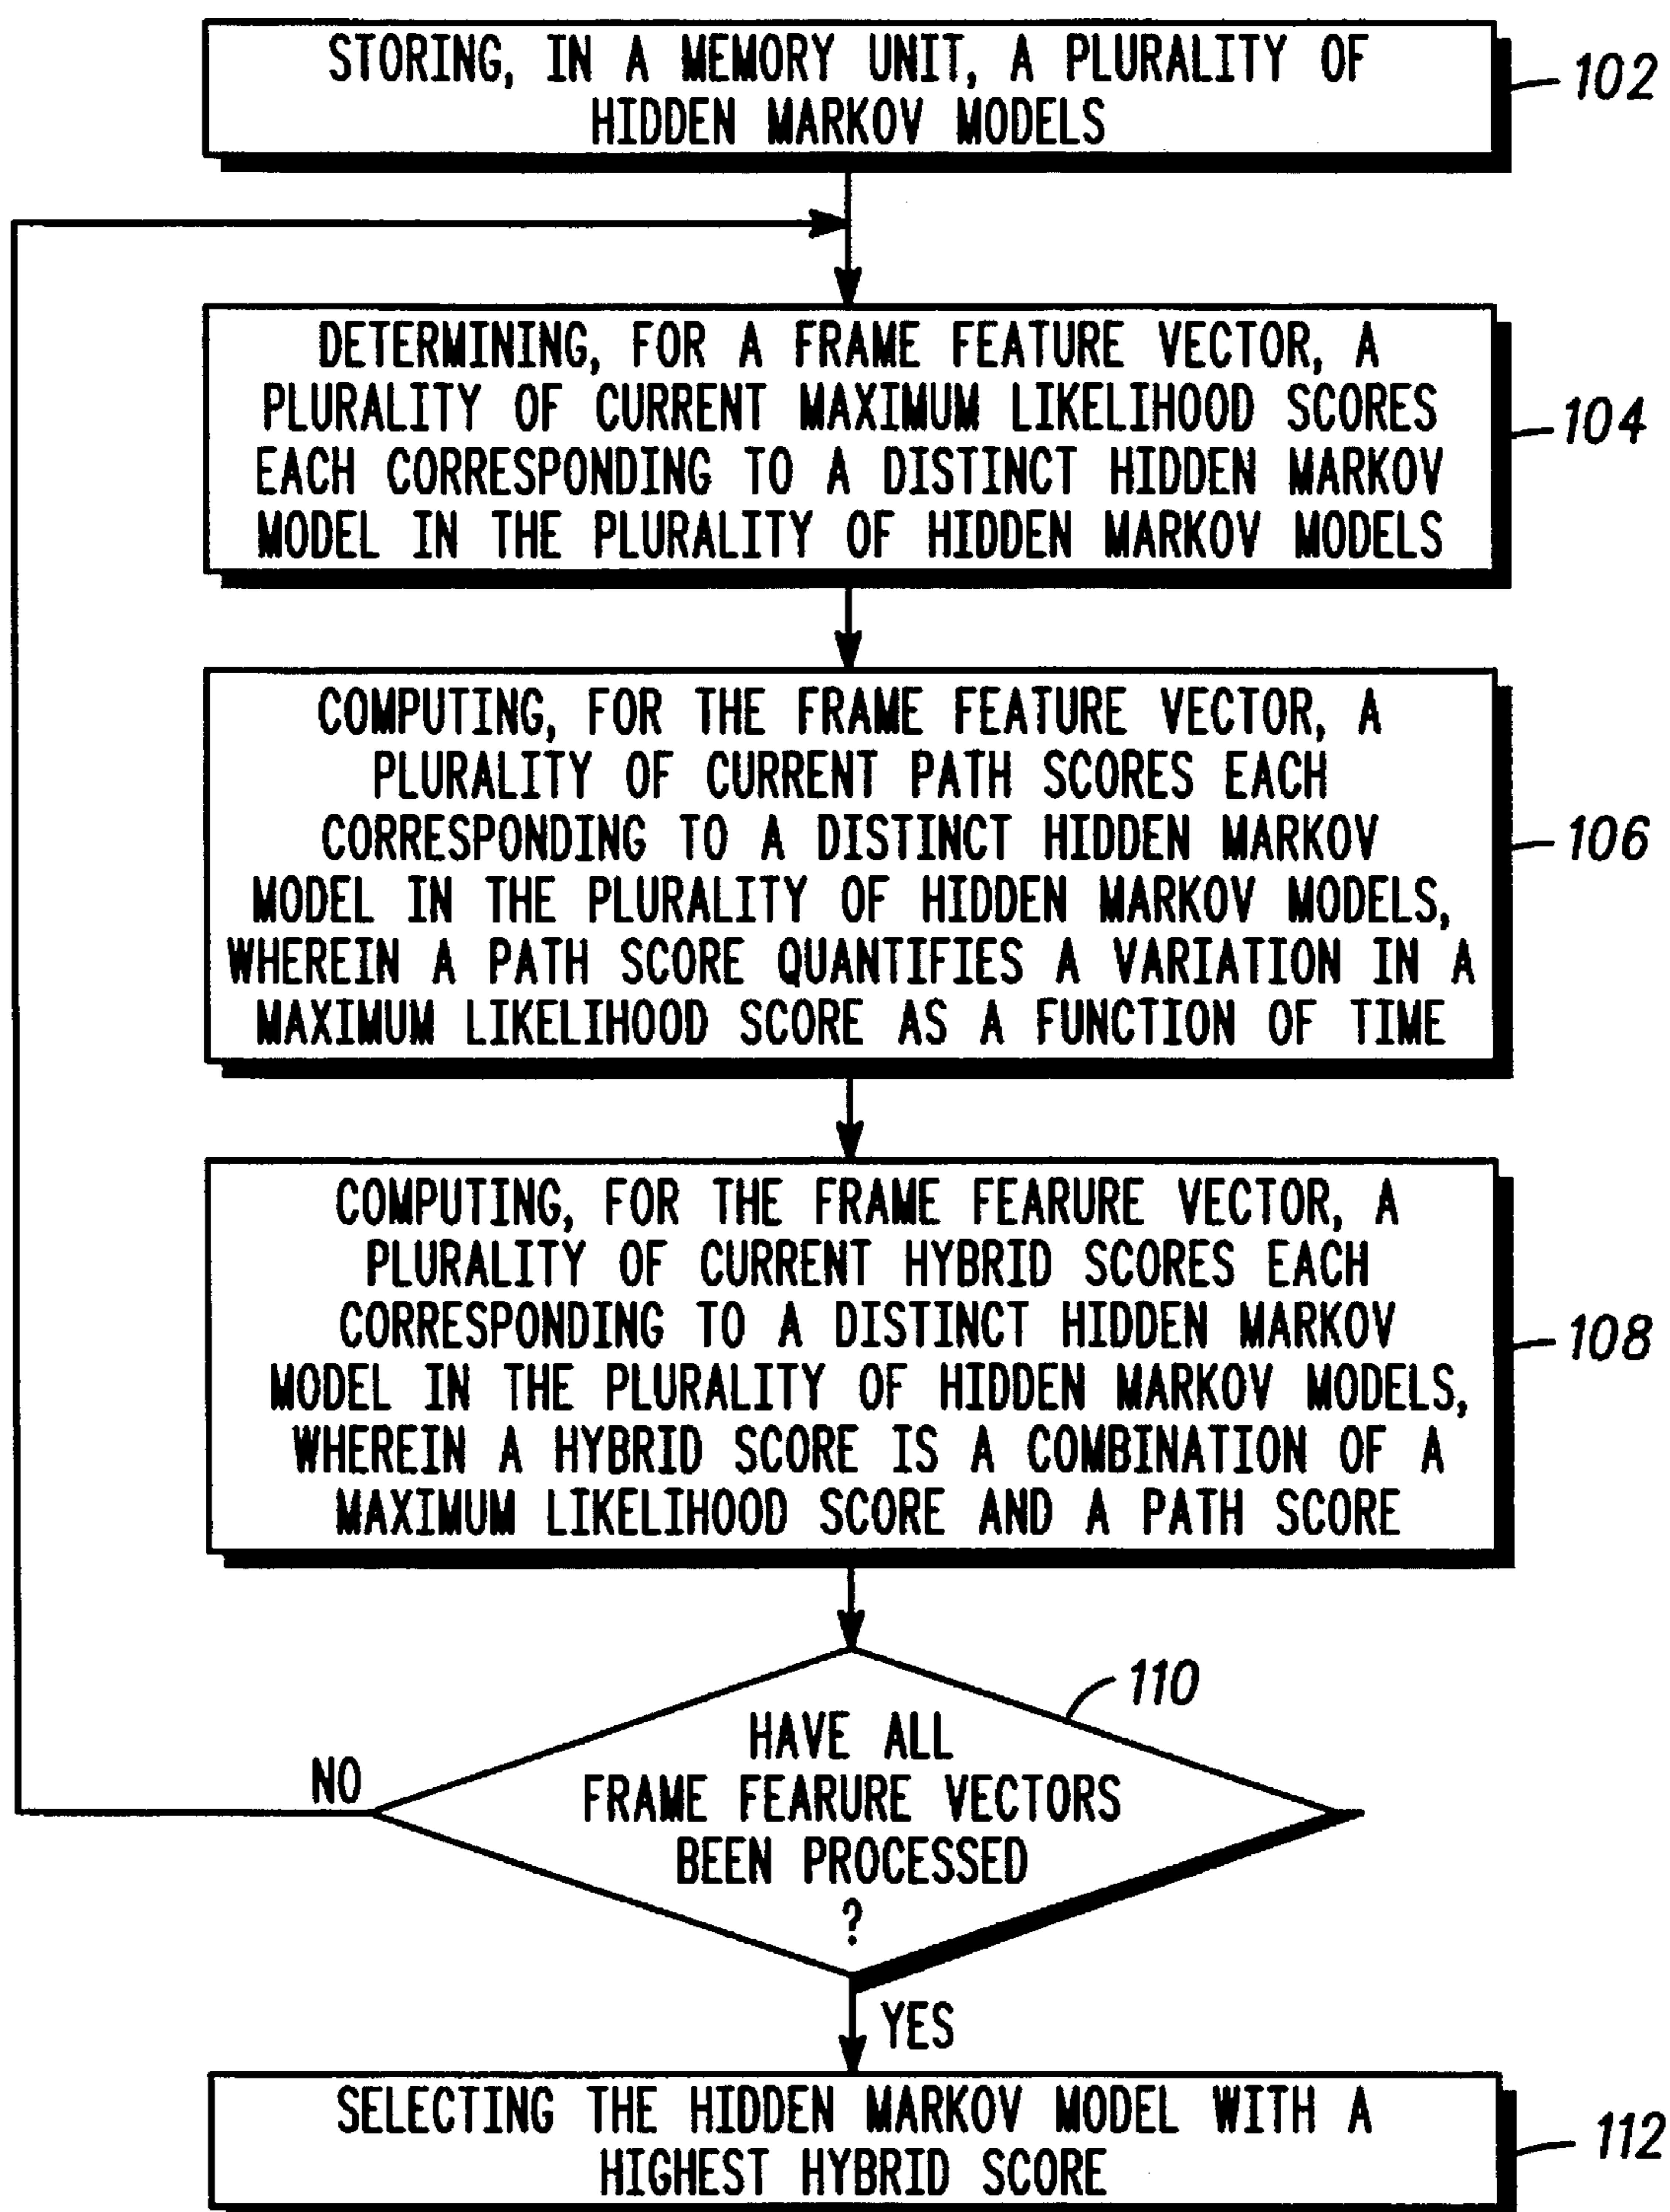 STORING, IN A MEMORY UNIT, A PLURALITY OF
HIDDEN MARKOV MODELS
102
DETERMINING, FOR A FRAME FEATURE VECTOR, A
PLURALITY OF CURRENT MAXIMUM LIKELIHOOD SCORES
EACH CORRESPONDING TO A DISTINCT HIDDEN MARKOV
MODEL IN THE PLURALITY OF HIDDEN MARKOV MODELS
104
COMPUTING, FOR THE FRAME FEATURE VECTOR, A
PLURALITY OF CURRENT PATH SCORES EACH
CORRESPONDING TO A DISTINCT HIDDEN MARKOV
MODEL IN THE PLURALITY OF HIDDEN MARKOV MODELS,
WHEREIN A PATH SCORE QUANTIFIES A VARIATION IN A
MAXIMUM LIKELIHOOD SCORE AS A FUNCTION OF TIME
106
COMPUTING, FOR THE FRAME FEARURE VECTOR, A
PLURALITY OF CURRENT HYBRID SCORES EACH
CORRESPONDING TO A DISTINCT HIDDEN MARKOV
MODEL IN THE PLURALITY OF HIDDEN MARKOV MODELS,
WHEREIN A HYBRID SCORE IS A COMBINATION OF A
MAXIMUM LIKELIHOOD SCORE AND A PATH SCORE
108
110
HAVE ALL
FRAME FEARURE VECTORS
BEEN PROCESSED
?
NO
YES
SELECTING THE HIDDEN MARKOV MODEL WITH A
HIGHEST HYBRID SCORE
112